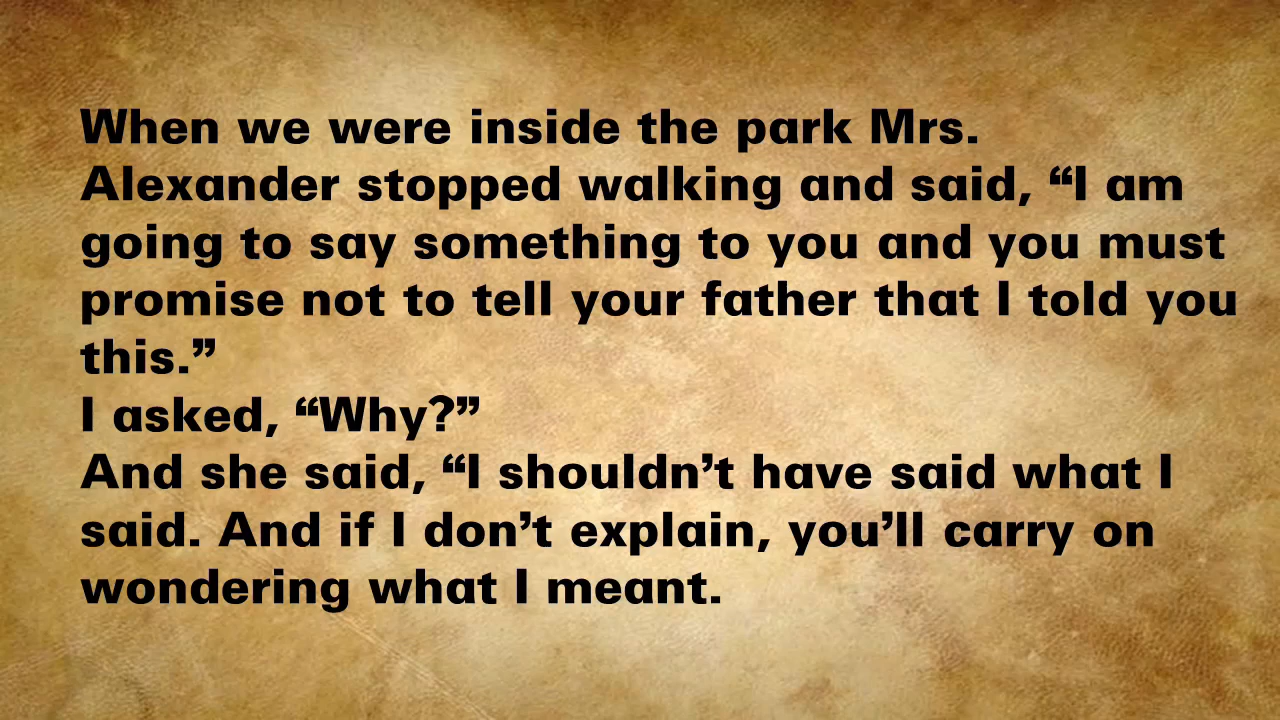 When we were inside the park Mrs.
Alexander stopped walking and said, “I am
going to say something to you and you must
promise not to tell your father that I told you
this.”
I asked, “Why?”
And she said, “I shouldn’t have said what I
said. And if I don’t explain, you’ll carry on
wondering what I meant.